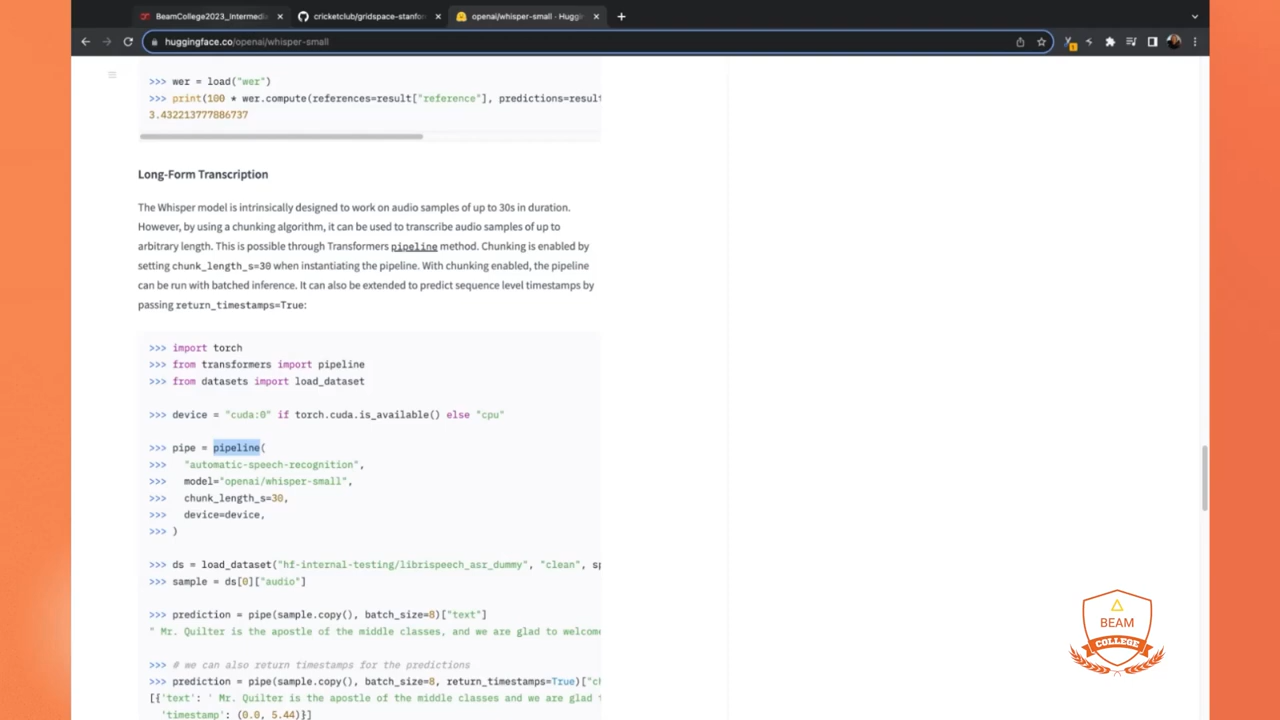 BeamCollege2023_Intermedi
cricketclub/gridspace-stanfor
openai/whisper-small · Huggin
huggingface.co/openai/whisper-small
>>> wer = load("wer")
>>> print(100 * wer.compute(references=result["reference"], predictions=resul
3.432213777886737
Long-Form Transcription
The Whisper model is intrinsically designed to work on audio samples of up to 30s in duration.
However, by using a chunking algorithm, it can be used to transcribe audio samples of up to
arbitrary length. This is possible through Transformers pipeline method. Chunking is enabled by
setting chunk_length_s=30 when instantiating the pipeline. With chunking enabled, the pipeline
can be run with batched inference. It can also be extended to predict sequence level timestamps by
passing return_timestamps=True:
>>> import torch
>>> from transformers import pipeline
>>> from datasets import load_dataset
>>> device = "cuda:0" if torch.cuda.is_available() else "cpu"
>>> pipe = pipeline(
>>>   "automatic-speech-recognition",
>>>   model="openai/whisper-small",
>>>   chunk_length_s=30,
>>>   device=device,
>>> )
>>> ds = load_dataset("hf-internal-testing/librispeech_asr_dummy", "clean", sp
>>> sample = ds[0]["audio"]
>>> prediction = pipe(sample.copy(), batch_size=8)["text"]
" Mr. Quilter is the apostle of the middle classes, and we are glad to welcome
>>> # we can also return timestamps for the predictions
>>> prediction = pipe(sample.copy(), batch_size=8, return_timestamps=True)["ch
[{'text': ' Mr. Quilter is the apostle of the middle classes and we are glad t
'timestamp': (0.0, 5.44)}]
BEAM
COLLEGE